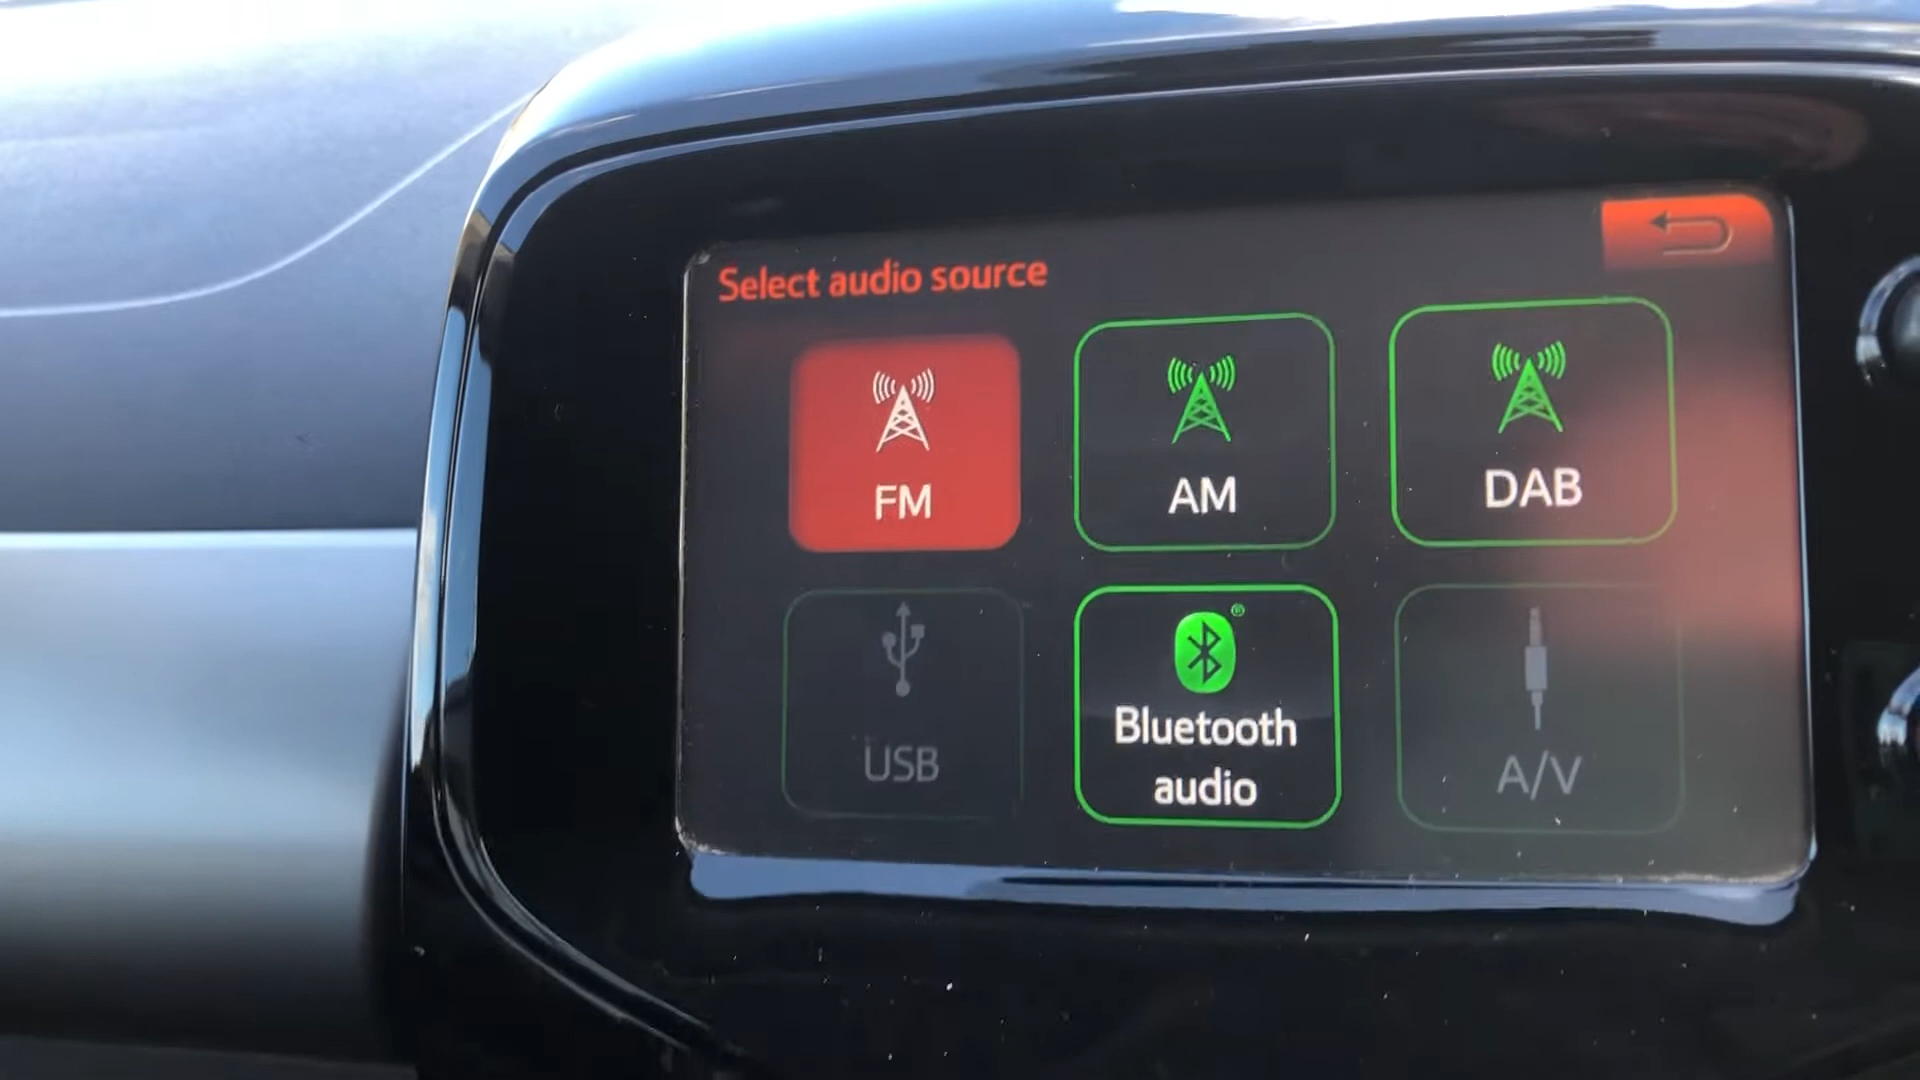 Select audio source
FM
AM
DAB
USB
Bluetooth
audio
A/V